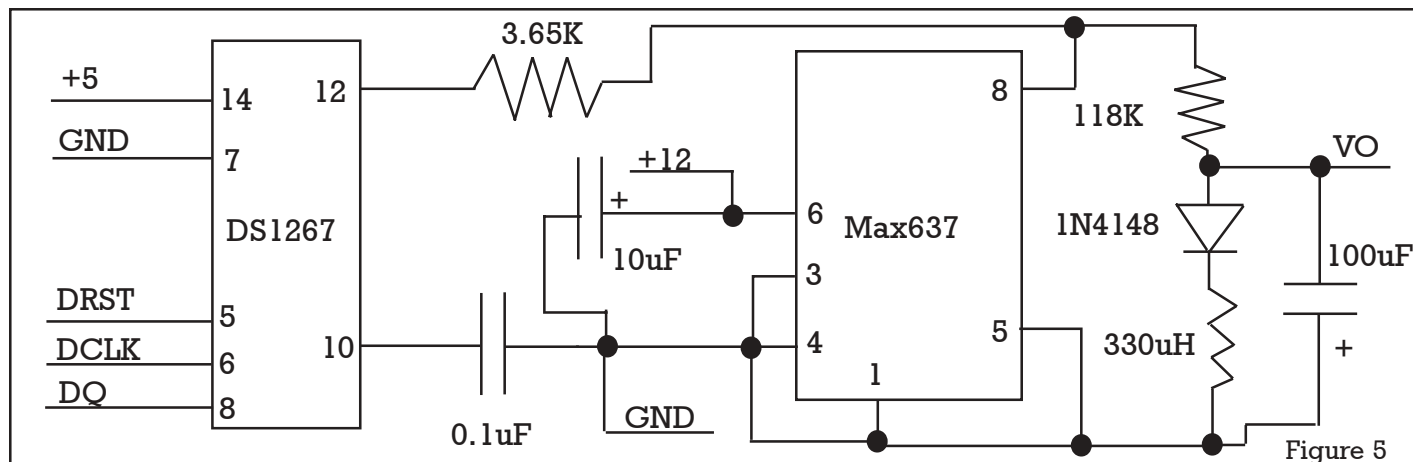 3.65K
+5
14
12
8
GND
7
118K
VO
+12
+
6
DS1267
Max637
1N4148
10uF
3
100uF
DRST
5
DCLK
6
10
4
5
330uH
+
DQ
8
1
0.1uF
GND
Figure 5